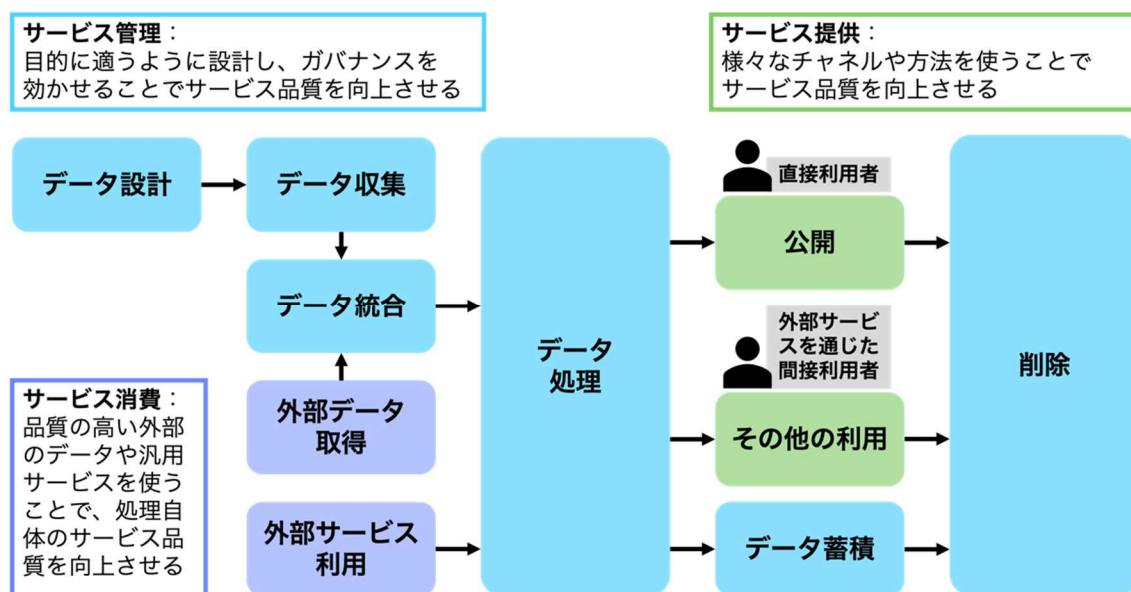 サービス管理：
目的に適うように設計し、ガバナンスを
効かせることでサービス品質を向上させる
サービス提供：
様々なチャネルや方法を使うことで
サービス品質を向上させる
データ設計
データ収集
データ統合
外部データ
取得
外部サービス
利用
サービス消費：
品質の高い外部
のデータや汎用
サービスを使う
ことで、処理自
体のサービス品
質を向上させる
データ
処理
直接利用者
公開
外部サービ
スを通じた
間接利用者
その他の利用
データ蓄積
削除